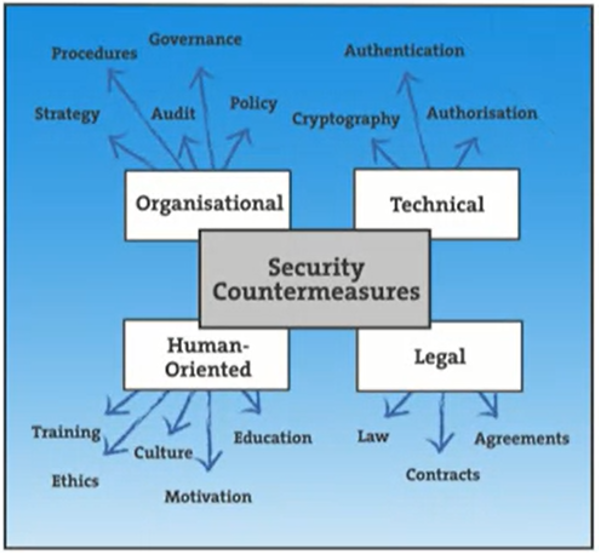 Governance
Procedures
Authentication
Strategy
Audit
Policy
Cryptography
Authorisation
Organisational
Technical
Security
Countermeasures
Human-
Oriented
Legal
Training
Culture
Education
Law
Agreements
Ethics
Motivation
Contracts